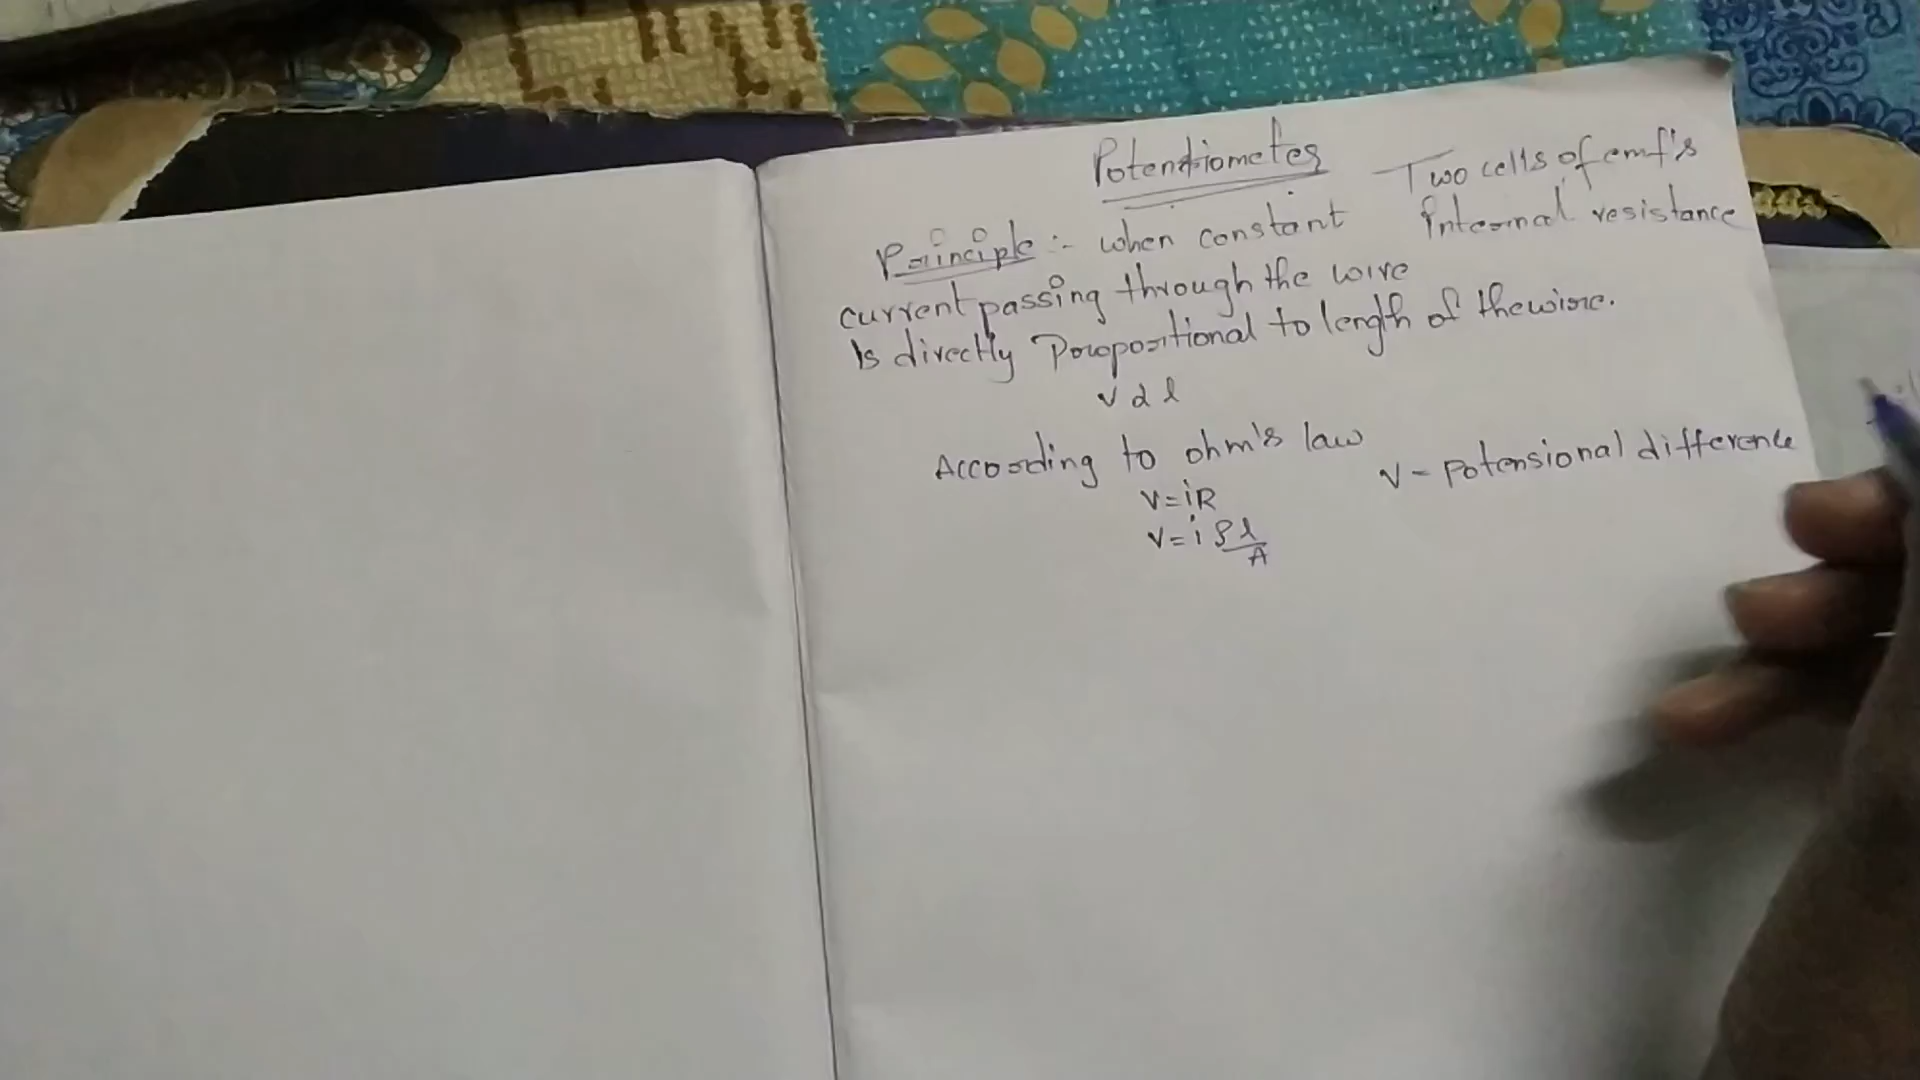 Potentiometer
Two cells of emf's
Internal resistance
Principle :- when constant
current passing through the wire
Is directly Proportional to length of the wire.
V α l
According to ohm's law
V = iR
V - potensional difference
V = i ρl/A